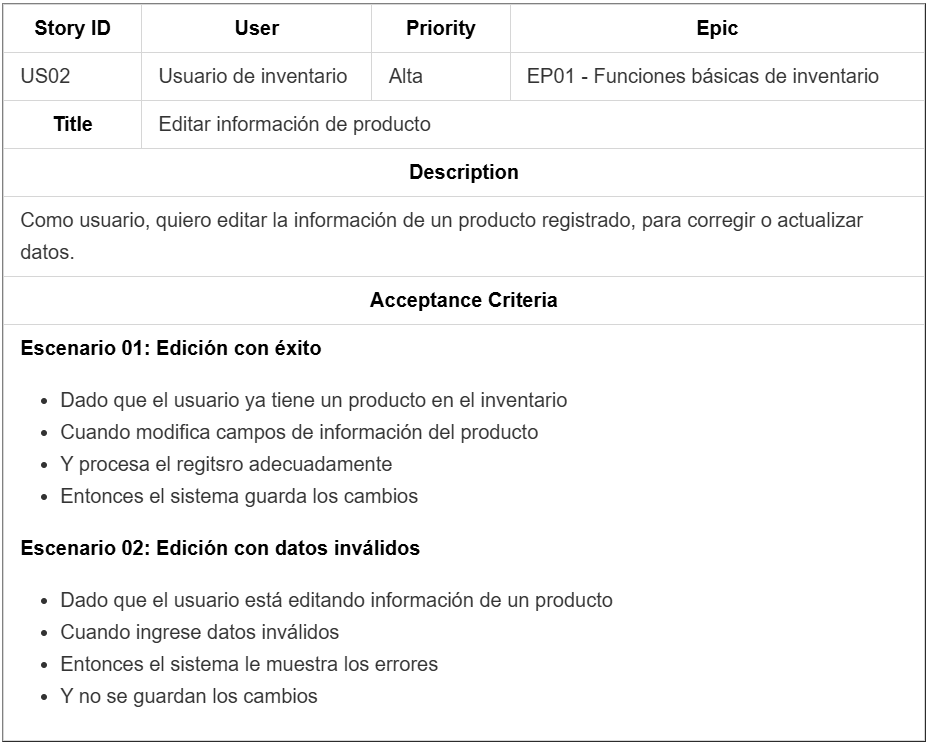 Story ID User Priority Epic
US02 Usuario de inventario Alta EP01 - Funciones básicas de inventario
Title Editar información de producto
Description
Como usuario, quiero editar la información de un producto registrado, para corregir o actualizar
datos.
Acceptance Criteria
Escenario 01: Edición con éxito
• Dado que el usuario ya tiene un producto en el inventario
• Cuando modifica campos de información del producto
• Y procesa el regitsro adecuadamente
• Entonces el sistema guarda los cambios
Escenario 02: Edición con datos inválidos
• Dado que el usuario está editando información de un producto
• Cuando ingrese datos inválidos
• Entonces el sistema le muestra los errores
• Y no se guardan los cambios